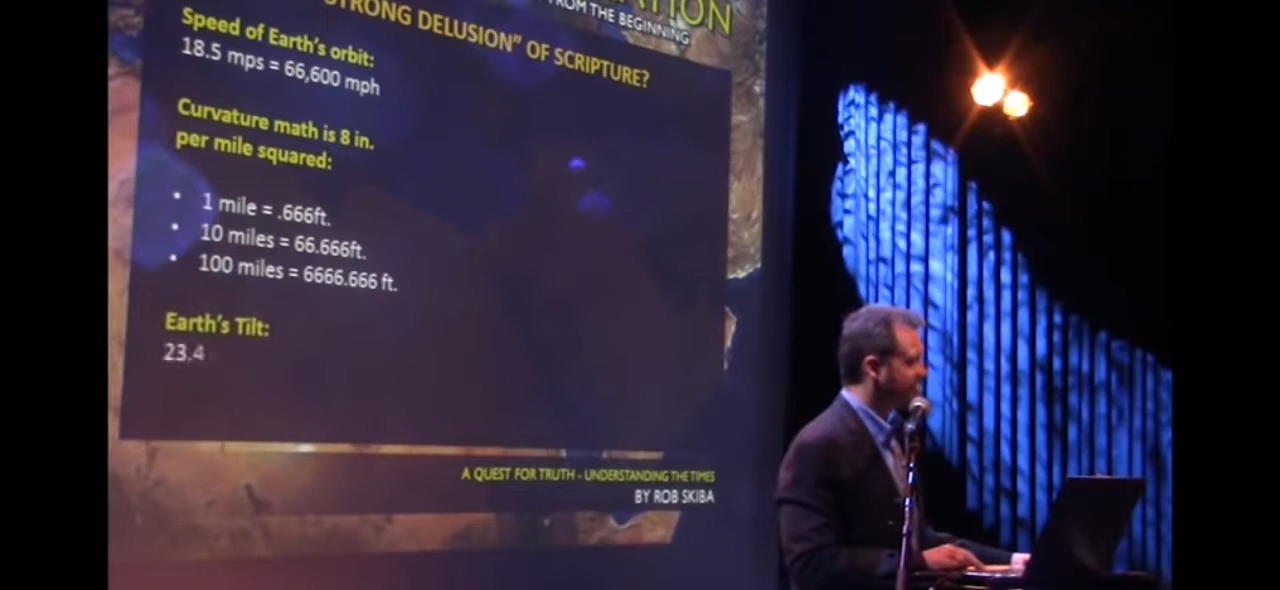 FROM THE BEGINNING
STRONG DELUSION" OF SCRIPTURE?
Speed of Earth's orbit:
18.5 mps = 66,600 mph
Curvature math is 8 in.
per mile squared:
• 1 mile = .666ft.
• 10 miles = 66.666ft.
• 100 miles = 6666.666 ft.
Earth's Tilt:
23.4
A QUEST FOR TRUTH - UNDERSTANDING THE TIMES
BY ROB SKIBA